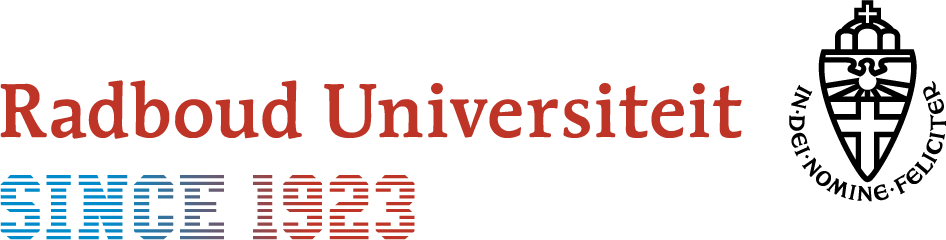 Radboud Universiteit
SINCE 1923
IN·DEI·NOMINE·FELICITER